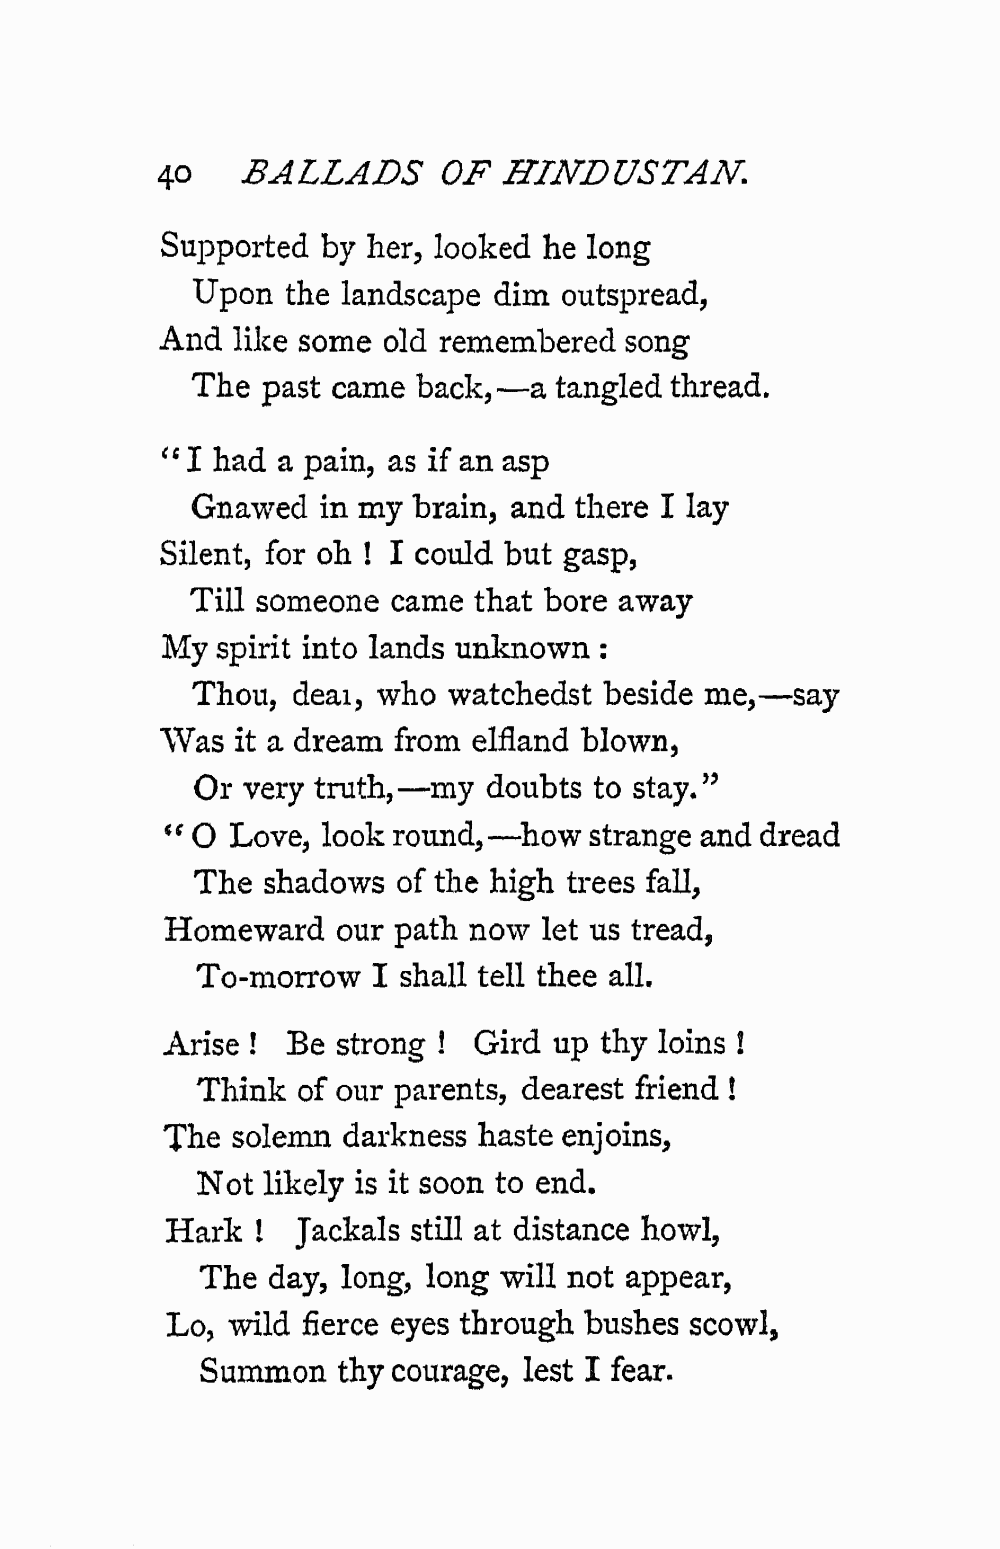 40 BALLADS OF HINDUSTAN.
Supported by her, looked he long
Upon the landscape dim outspread,
And like some old remembered song
The past came back,—a tangled thread.
“I had a pain, as if an asp
Gnawed in my brain, and there I lay
Silent, for oh ! I could but gasp,
Till someone came that bore away
My spirit into lands unknown :
Thou, dear, who watchedst beside me,—say
Was it a dream from elfland blown,
Or very truth,—my doubts to stay.”
“O Love, look round,—how strange and dread
The shadows of the high trees fall,
Homeward our path now let us tread,
To-morrow I shall tell thee all.
Arise ! Be strong ! Gird up thy loins !
Think of our parents, dearest friend !
The solemn darkness haste enjoins,
Not likely is it soon to end.
Hark ! Jackals still at distance howl,
The day, long, long will not appear,
Lo, wild fierce eyes through bushes scowl,
Summon thy courage, lest I fear.